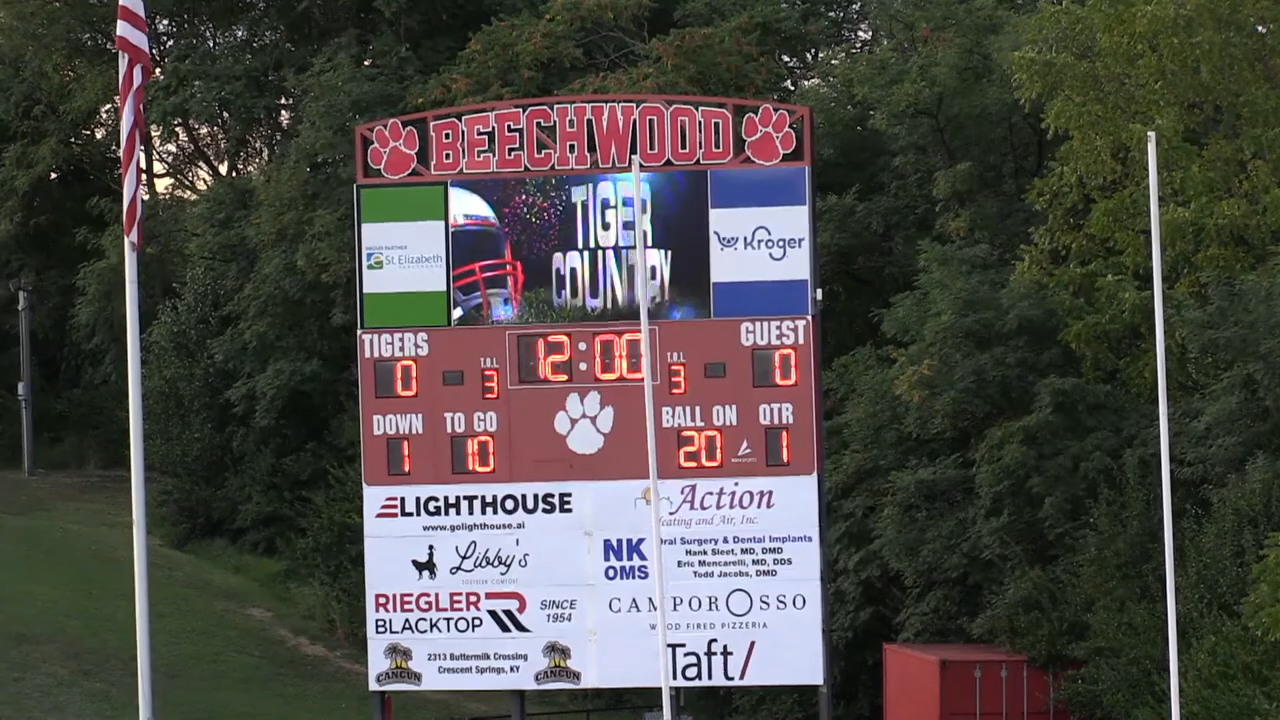 BEECHWOOD
PROUD PARTNER
St. Elizabeth
HEALTHCARE
TIGER
COUNTRY
Kroger
TIGERS
GUEST
0
T.O.L
3
12:00
T.O.L
3
0
DOWN
TO GO
BALL ON
QTR
1
10
20
1
LIGHTHOUSE
www.golighthouse.ai
Action
Heating and Air, Inc.
Libby's
SOUTHERN COMFORT
NK
OMS
Oral Surgery & Dental Implants
Hank Sleet, MD, DMD
Eric Mencarelli, MD, DDS
Todd Jacobs, DMD
RIEGLER
BLACKTOP
SINCE
1954
CAMPOROSSO
WOOD FIRED PIZZERIA
CANCUN
2313 Buttermilk Crossing
Crescent Springs, KY
CANCUN
Taft/